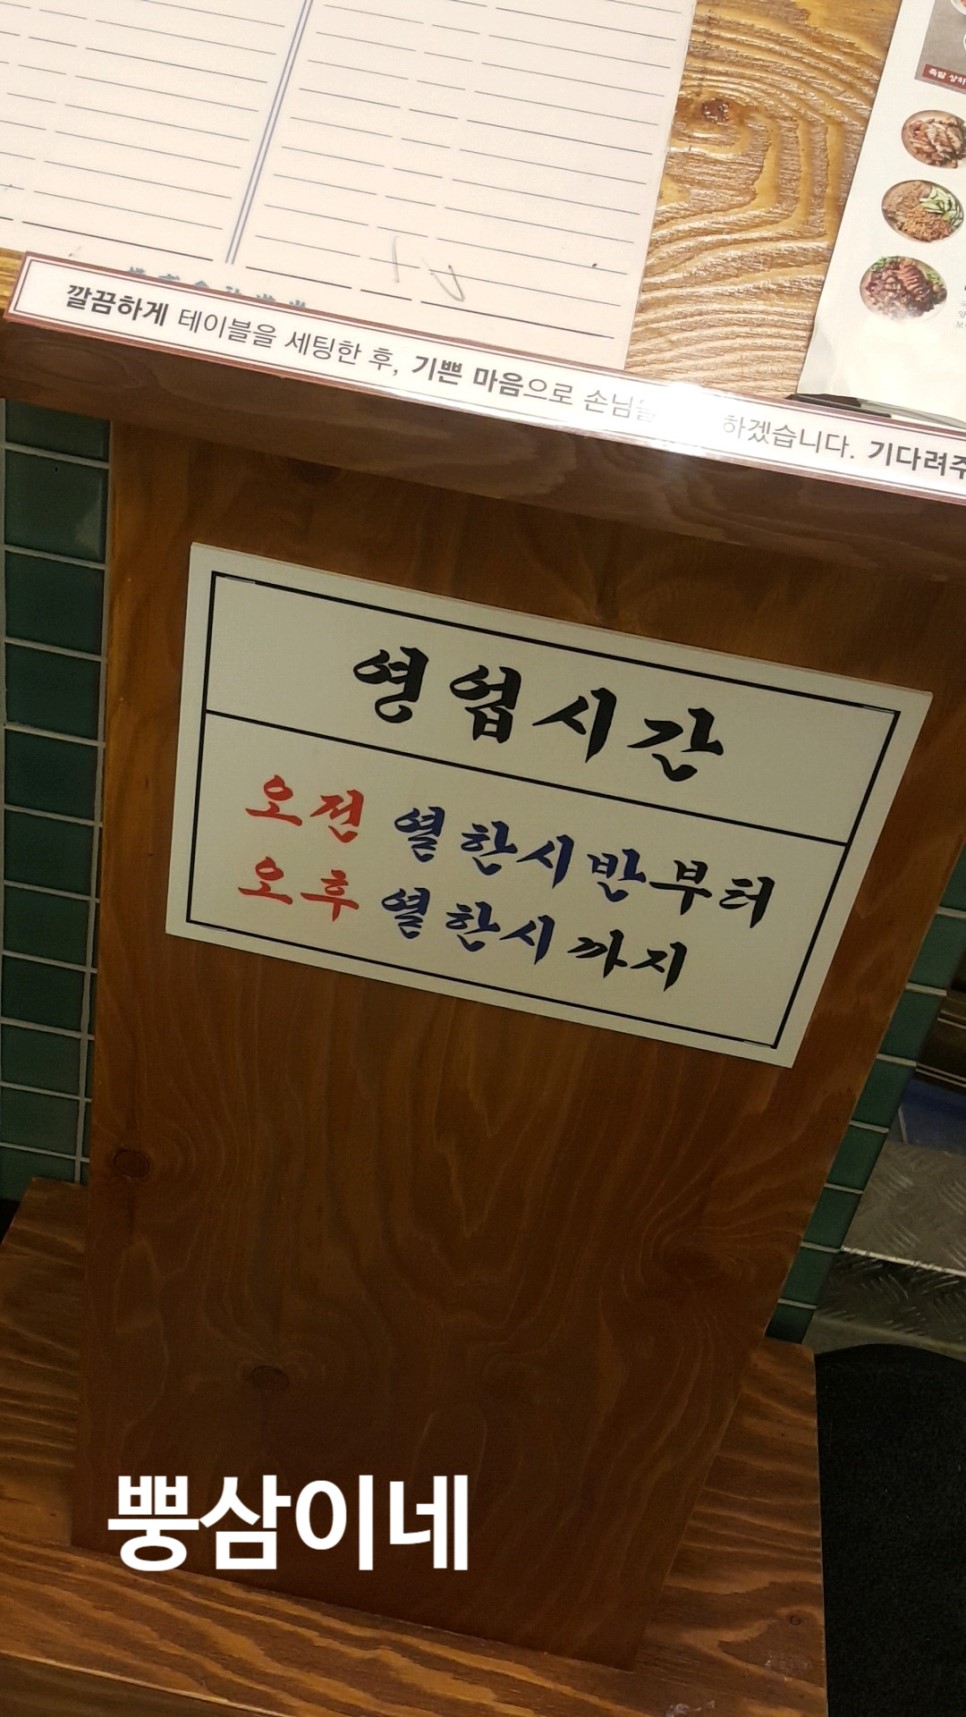 깔끔하게 테이블을 세팅한 후, 기쁜 마음으로 손님을 하겠습니다. 기다려주
영업시간
오전 열한시반부터
오후 열한시까지
뿡삼이네